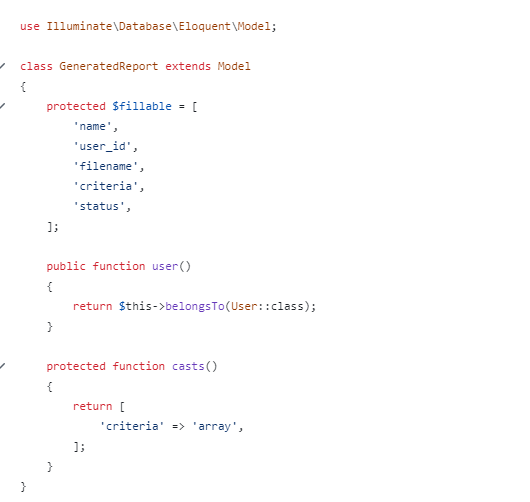 use Illuminate\Database\Eloquent\Model;

class GeneratedReport extends Model
{
    protected $fillable = [
        'name',
        'user_id',
        'filename',
        'criteria',
        'status',
    ];

    public function user()
    {
        return $this->belongsTo(User::class);
    }

    protected function casts()
    {
        return [
            'criteria' => 'array',
        ];
    }
}